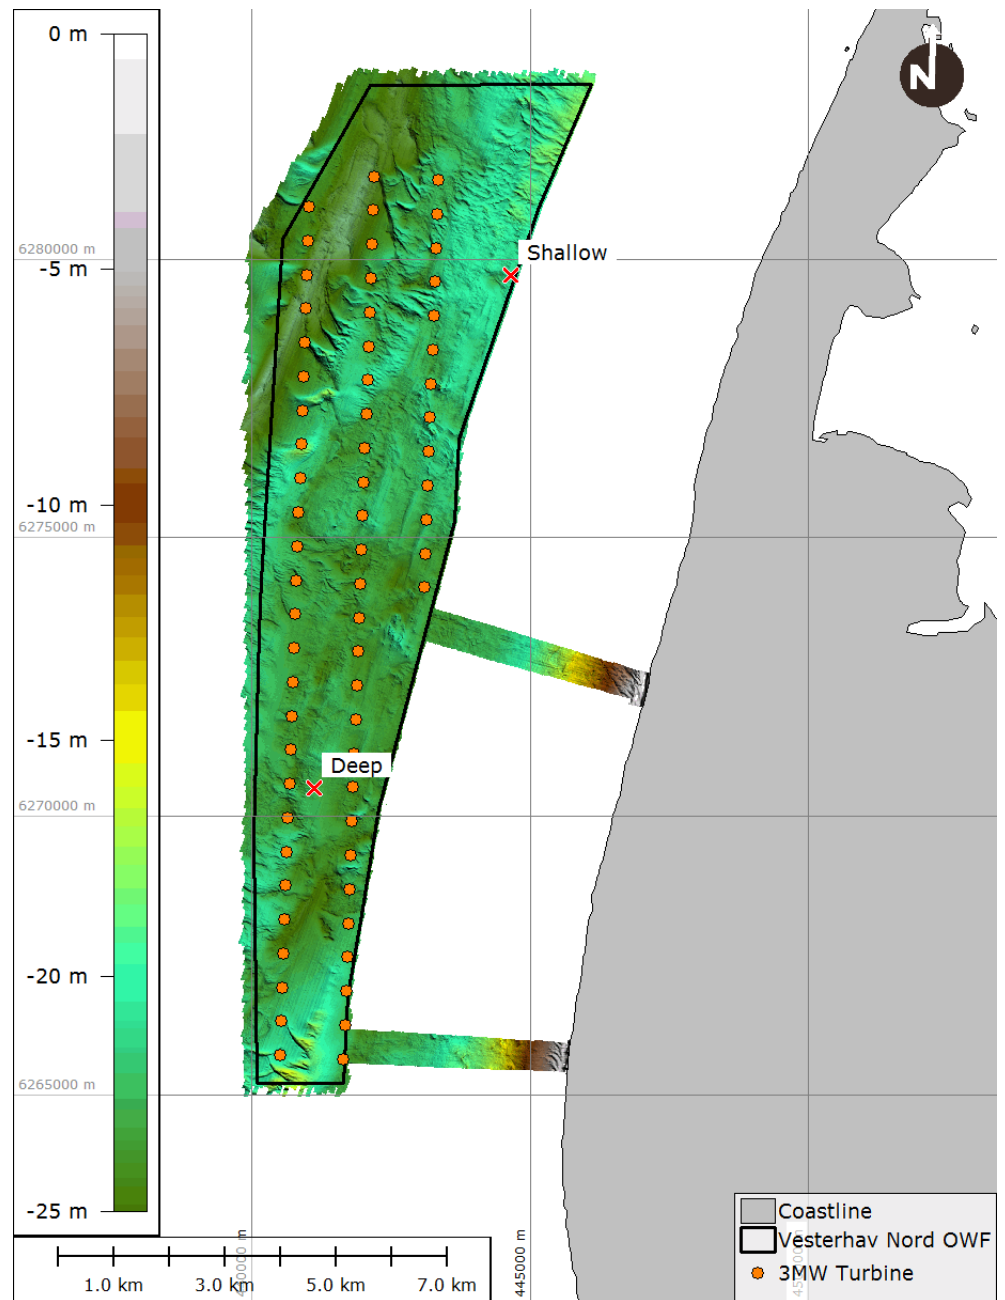 0 m
N
Shallow
6280000 m
-5 m
-10 m
6275000 m
-15 m
Deep
6270000 m
-20 m
6265000 m
-25 m
Coastline
Vesterhav Nord OWF
3MW Turbine
1.0 km 3.0 km 5.0 km 7.0 km
445000 m